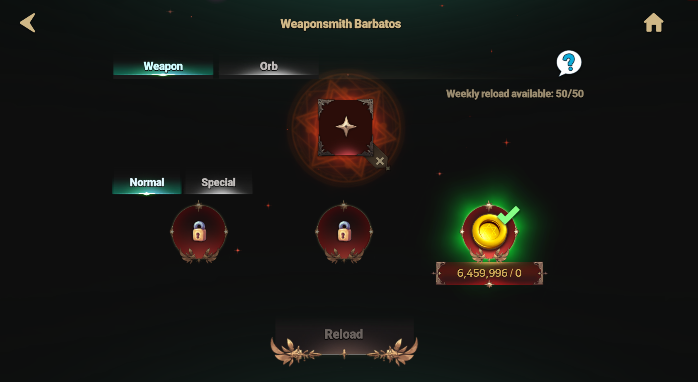 Weaponsmith Barbatos
Weapon
Orb
?
Weekly reload available: 50/50
Normal
Special
6,459,996 / 0
Reload